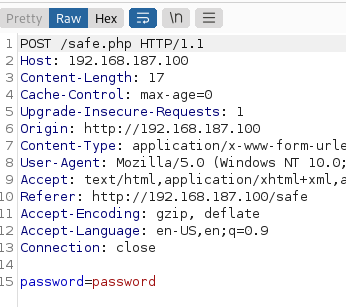 Pretty Raw Hex \n
1 POST /safe.php HTTP/1.1
2 Host: 192.168.187.100
3 Content-Length: 17
4 Cache-Control: max-age=0
5 Upgrade-Insecure-Requests: 1
6 Origin: http://192.168.187.100
7 Content-Type: application/x-www-form-urle
8 User-Agent: Mozilla/5.0 (Windows NT 10.0;
9 Accept: text/html,application/xhtml+xml,a
10 Referer: http://192.168.187.100/safe
11 Accept-Encoding: gzip, deflate
12 Accept-Language: en-US,en;q=0.9
13 Connection: close
14
15 password=password